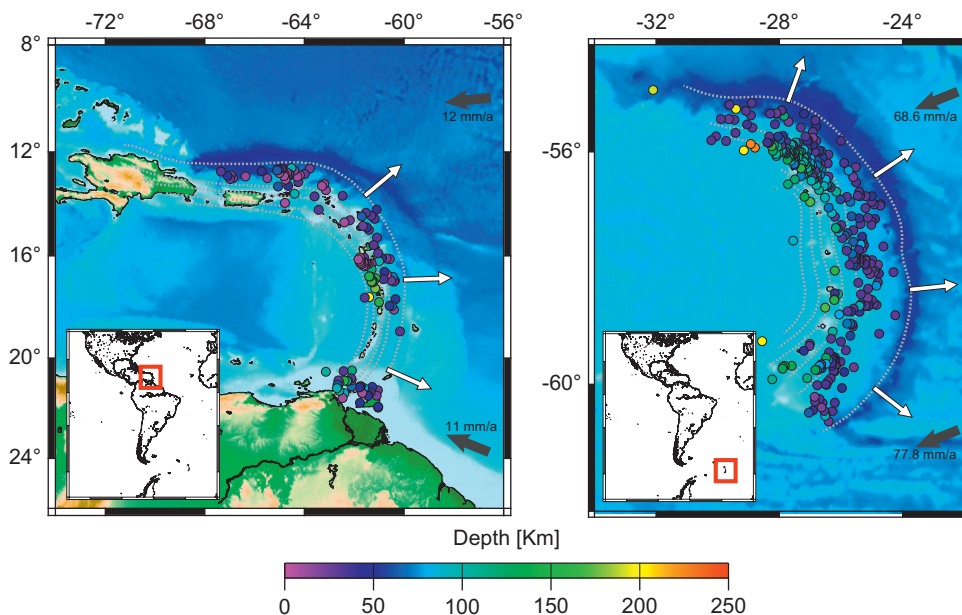 -72 -68 -64 -60
-32 -28 -24
8°
12°
16°
20°
24°
12 mm/a
11 mm/a
-56°
-60°
68.6 mm/a
77.8 mm/a
Depth [Km]
0 50 100 150 200 250